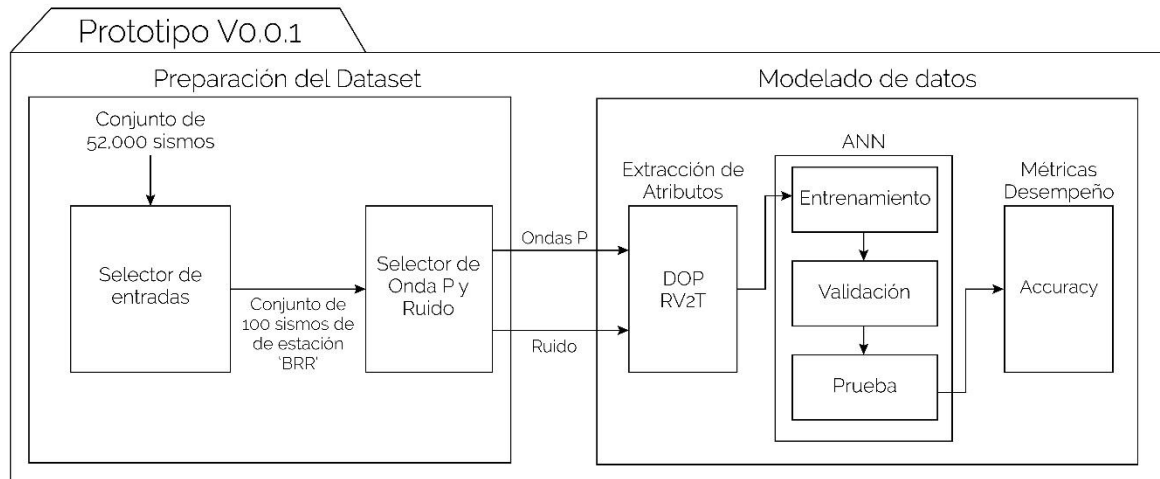 Prototipo V0.0.1
Preparación del Dataset
Conjunto de
52,000 sismos
Selector de
entradas
Conjunto de
100 sismos de
de estación
'BRR'
Selector de
Onda P y
Ruido
Ondas P
Ruido
Modelado de datos
Extracción de
Atributos
DOP
RV2T
ANN
Entrenamiento
Validación
Prueba
Métricas
Desempeño
Accuracy